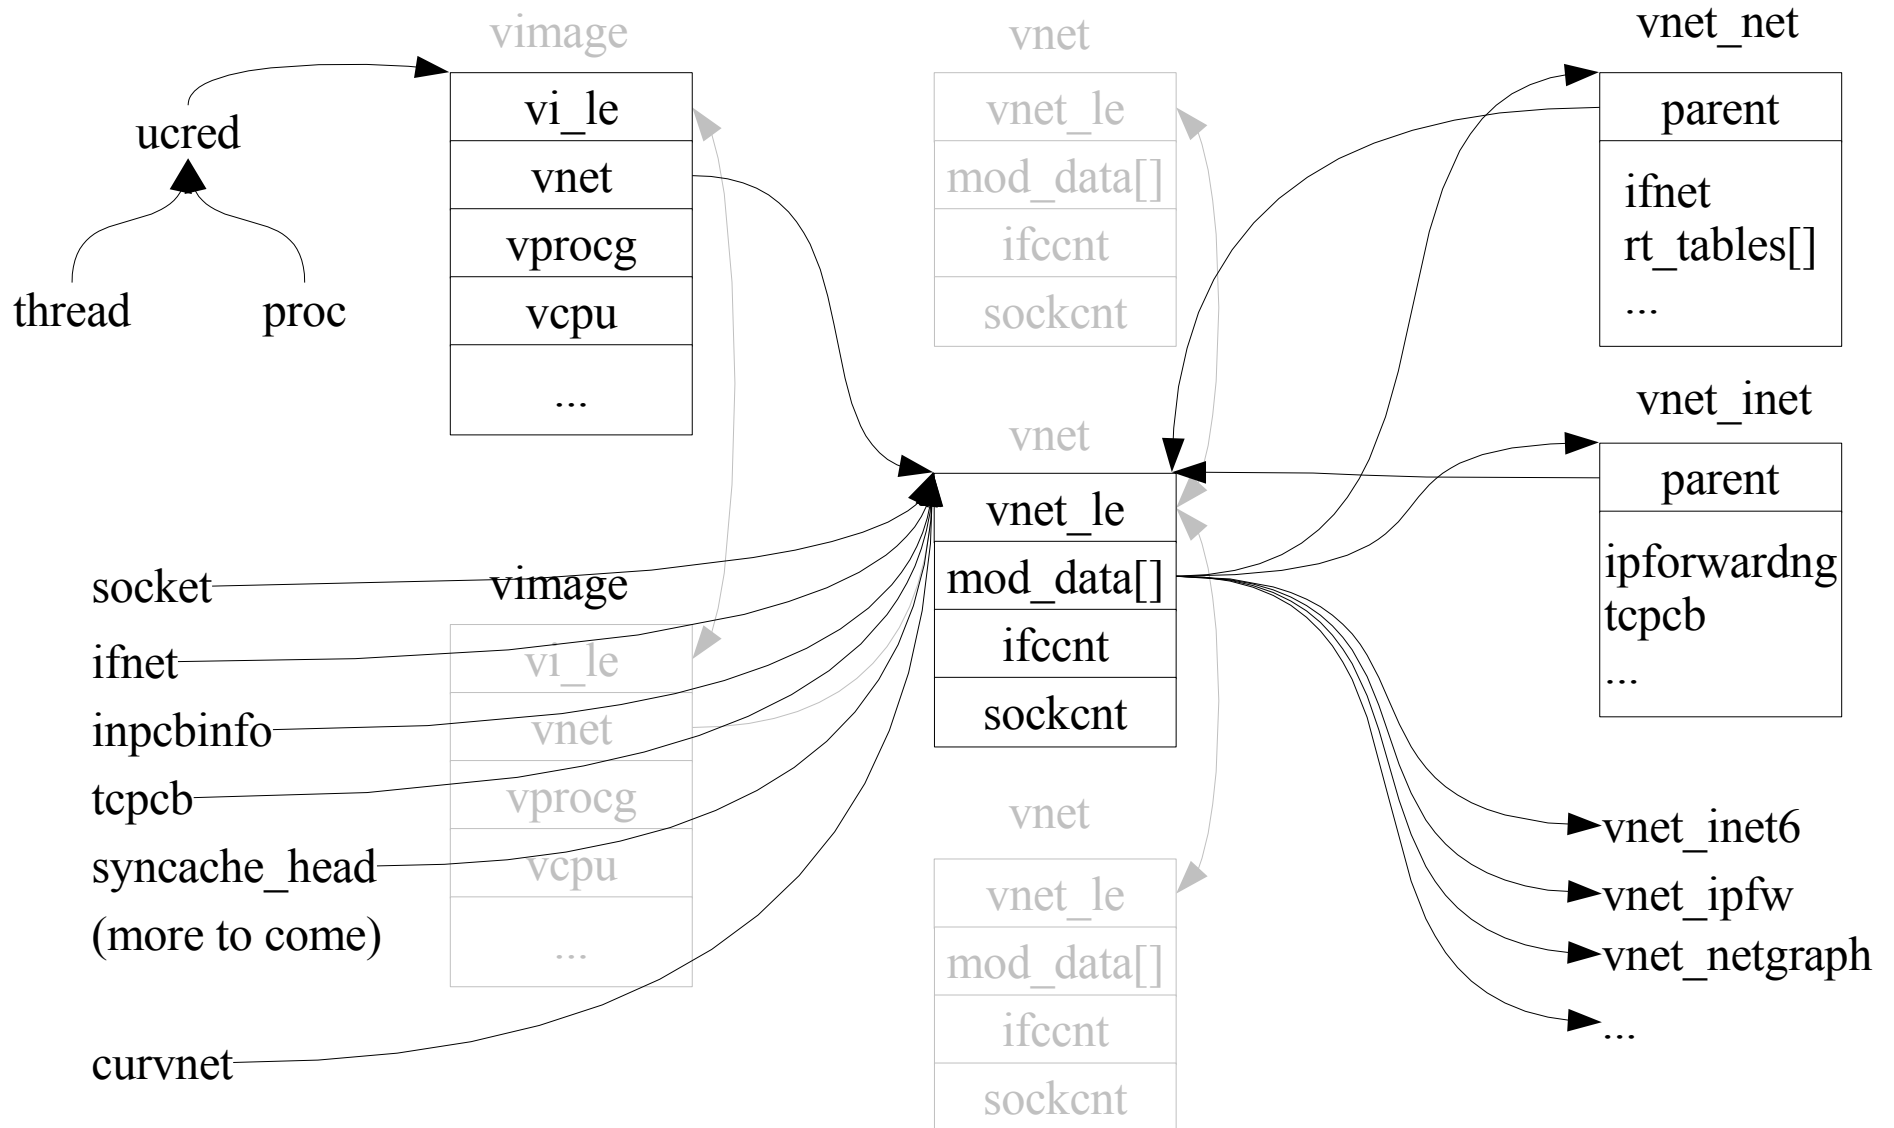 vimage
vi_le
vnet
vprocg
vcpu
...
ucred
thread
proc
vnet
vnet_le
mod_data[]
ifccnt
sockcnt
vnet_net
parent
ifnet
rt_tables[]
...
vnet
vnet_le
mod_data[]
ifccnt
sockcnt
vnet_inet
parent
ipforwardng
tcpcb
...
socket
ifnet
inpcbinfo
tcpcb
syncache_head
(more to come)
curvnet
vimage
vi_le
vnet
vprocg
vcpu
...
vnet
vnet_le
mod_data[]
ifccnt
sockcnt
vnet_inet6
vnet_ipfw
vnet_netgraph
...